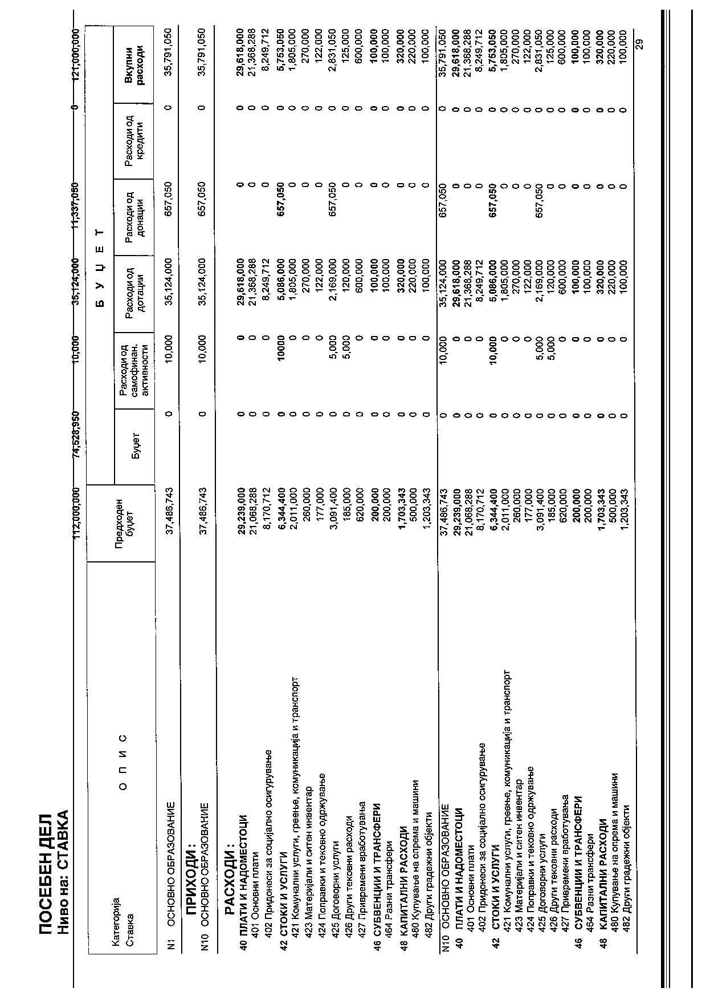 ПОСЕБЕН ДЕЛ
Ниво на: СТАВКА
112,000,000 74,528,950 10,000 35,124,000 11,337,050 0 121,000,000
Категорија Ставка О П И С Предходен буџет Б У Џ Е Т
Буџет Расходи од самофинан. активности Расходи од дотации Расходи од донации Расходи од кредити Вкупни расходи
N1 ОСНОВНО ОБРАЗОВАНИЕ 37,486,743 0 10,000 35,124,000 657,050 0 35,791,050
ПРИХОДИ :
N10 ОСНОВНО ОБРАЗОВАНИЕ 37,486,743 0 10,000 35,124,000 657,050 0 35,791,050
РАСХОДИ :
40 ПЛАТИ И НАДОМЕСТОЦИ 29,239,000 0 0 29,618,000 0 0 29,618,000
401 Основни плати 21,068,288 0 0 21,368,288 0 0 21,368,288
402 Придонеси за социјално осигурување 8,170,712 0 0 8,249,712 0 0 8,249,712
42 СТОКИ И УСЛУГИ 6,344,400 0 10000 5,086,000 657,050 0 5,753,050
421 Комунални услуги, греење, комуникација и транспорт 2,011,000 0 0 1,805,000 0 0 1,805,000
423 Материјали и ситен инвентар 260,000 0 0 270,000 0 0 270,000
424 Поправки и тековно одржување 177,000 0 0 122,000 0 0 122,000
425 Договорни услуги 3,091,400 0 5,000 2,169,000 657,050 0 2,831,050
426 Други тековни расходи 185,000 0 5,000 120,000 0 0 125,000
427 Привремени вработувања 620,000 0 0 600,000 0 0 600,000
46 СУБВЕНЦИИ И ТРАНСФЕРИ 200,000 0 0 100,000 0 0 100,000
464 Разни трансфери 200,000 0 0 100,000 0 0 100,000
48 КАПИТАЛНИ РАСХОДИ 1,703,343 0 0 320,000 0 0 320,000
480 Купување на опрема и машини 500,000 0 0 220,000 0 0 220,000
482 Други градежни објекти 1,203,343 0 0 100,000 0 0 100,000
N10 ОСНОВНО ОБРАЗОВАНИЕ 37,486,743 0 10,000 35,124,000 657,050 0 35,791,050
40 ПЛАТИ И НАДОМЕСТОЦИ 29,239,000 0 0 29,618,000 0 0 29,618,000
401 Основни плати 21,068,288 0 0 21,368,288 0 0 21,368,288
402 Придонеси за социјално осигурување 8,170,712 0 0 8,249,712 0 0 8,249,712
42 СТОКИ И УСЛУГИ 6,344,400 0 10,000 5,086,000 657,050 0 5,753,050
421 Комунални услуги, греење, комуникација и транспорт 2,011,000 0 0 1,805,000 0 0 1,805,000
423 Материјали и ситен инвентар 260,000 0 0 270,000 0 0 270,000
424 Поправки и тековно одржување 177,000 0 0 122,000 0 0 122,000
425 Договорни услуги 3,091,400 0 5,000 2,169,000 657,050 0 2,831,050
426 Други тековни расходи 185,000 0 5,000 120,000 0 0 125,000
427 Привремени вработувања 620,000 0 0 600,000 0 0 600,000
46 СУБВЕНЦИИ И ТРАНСФЕРИ 200,000 0 0 100,000 0 0 100,000
464 Разни трансфери 200,000 0 0 100,000 0 0 100,000
48 КАПИТАЛНИ РАСХОДИ 1,703,343 0 0 320,000 0 0 320,000
480 Купување на опрема и машини 500,000 0 0 220,000 0 0 220,000
482 Други градежни објекти 1,203,343 0 0 100,000 0 0 100,000
29